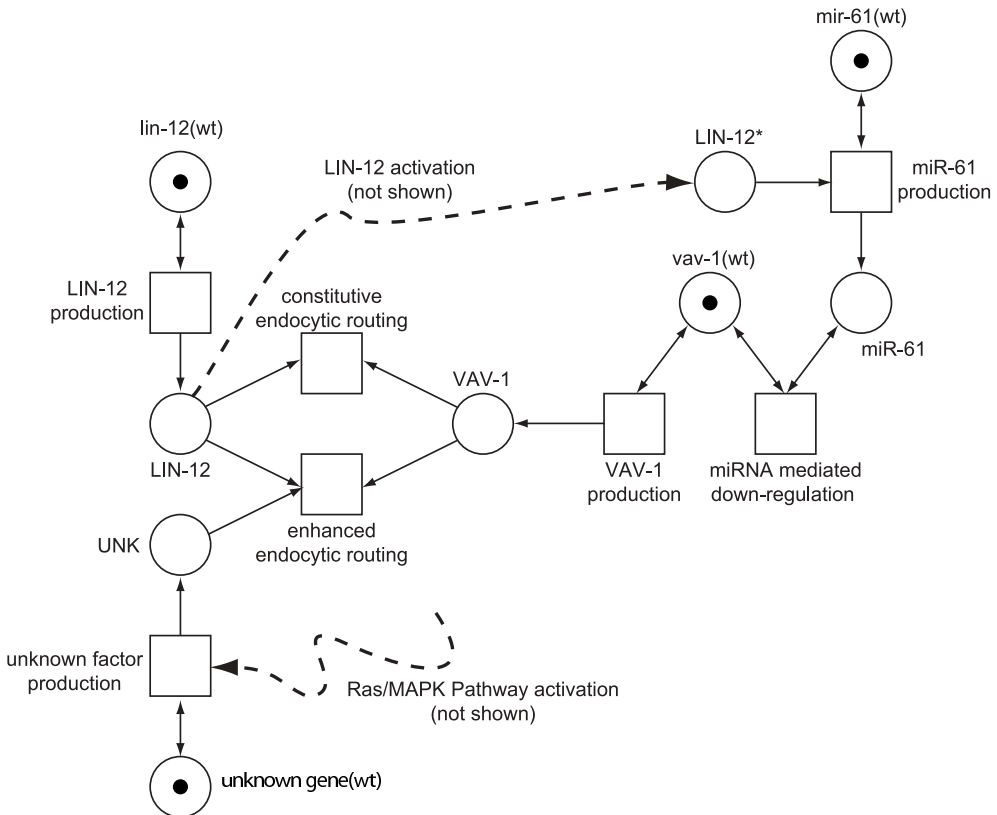 mir-61(wt)
lin-12(wt)
LIN-12*
LIN-12 activation
(not shown)
miR-61
production
vav-1(wt)
LIN-12
production
constitutive
endocytic routing
miR-61
VAV-1
LIN-12
VAV-1
production
miRNA mediated
down-regulation
UNK
enhanced
endocytic routing
unknown factor
production
Ras/MAPK Pathway activation
(not shown)
unknown gene(wt)